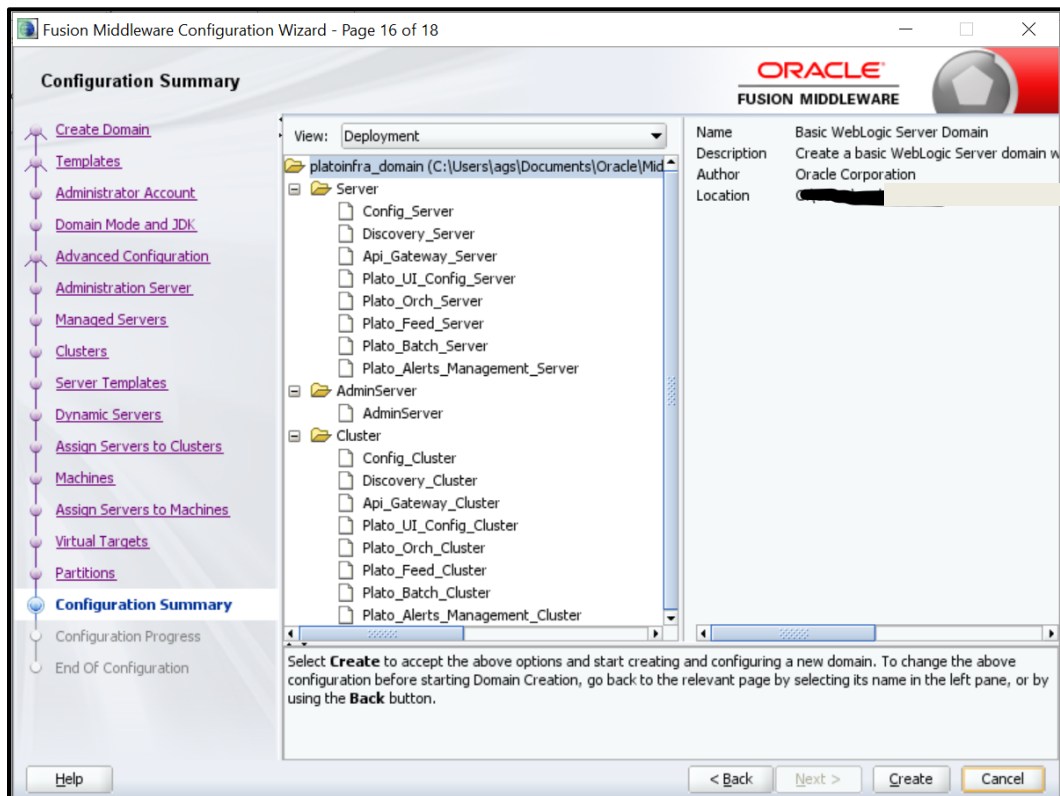 Fusion Middleware Configuration Wizard - Page 16 of 18
Configuration Summary
ORACLE
FUSION MIDDLEWARE
Create Domain
Templates
Administrator Account
Domain Mode and JDK
Advanced Configuration
Administration Server
Managed Servers
Clusters
Server Templates
Dynamic Servers
Assign Servers to Clusters
Machines
Assign Servers to Machines
Virtual Targets
Partitions
Configuration Summary
Configuration Progress
End Of Configuration
View: Deployment
platoinfra_domain (C:\Users\ags\Documents\Oracle\Mid
Server
Config_Server
Discovery_Server
Api_Gateway_Server
Plato_UI_Config_Server
Plato_Orch_Server
Plato_Feed_Server
Plato_Batch_Server
Plato_Alerts_Management_Server
AdminServer
AdminServer
Cluster
Config_Cluster
Discovery_Cluster
Api_Gateway_Cluster
Plato_UI_Config_Cluster
Plato_Orch_Cluster
Plato_Feed_Cluster
Plato_Batch_Cluster
Plato_Alerts_Management_Cluster
Name Basic WebLogic Server Domain
Description Create a basic WebLogic Server domain w
Author Oracle Corporation
Location
Select Create to accept the above options and start creating and configuring a new domain. To change the above
configuration before starting Domain Creation, go back to the relevant page by selecting its name in the left pane, or by
using the Back button.
Help
< Back
Next >
Create
Cancel